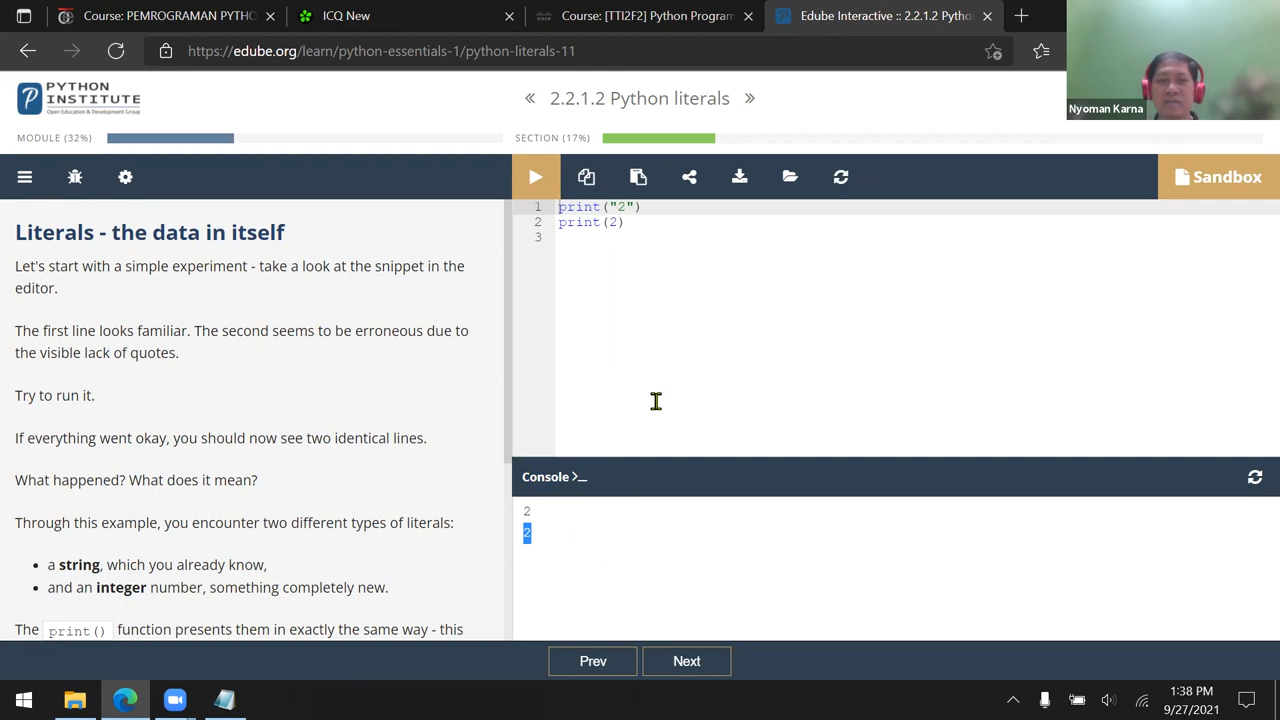 Course: PEMROGRAMAN PYTHO
ICQ New
Course: [TTI2F2] Python Program
Edube Interactive :: 2.2.1.2 Pytho
https://edube.org/learn/python-essentials-1/python-literals-11
Nyoman Karna
PYTHON
INSTITUTE
Open Education & Development Group
« 2.2.1.2 Python literals »
MODULE (32%)
SECTION (17%)
Sandbox
Literals - the data in itself
Let's start with a simple experiment - take a look at the snippet in the
editor.
The first line looks familiar. The second seems to be erroneous due to
the visible lack of quotes.
Try to run it.
If everything went okay, you should now see two identical lines.
What happened? What does it mean?
Through this example, you encounter two different types of literals:
• a string, which you already know,
• and an integer number, something completely new.
The print() function presents them in exactly the same way - this
1 print("2")
2 print(2)
3
Console >_
2
2
Prev
Next
1:38 PM
9/27/2021